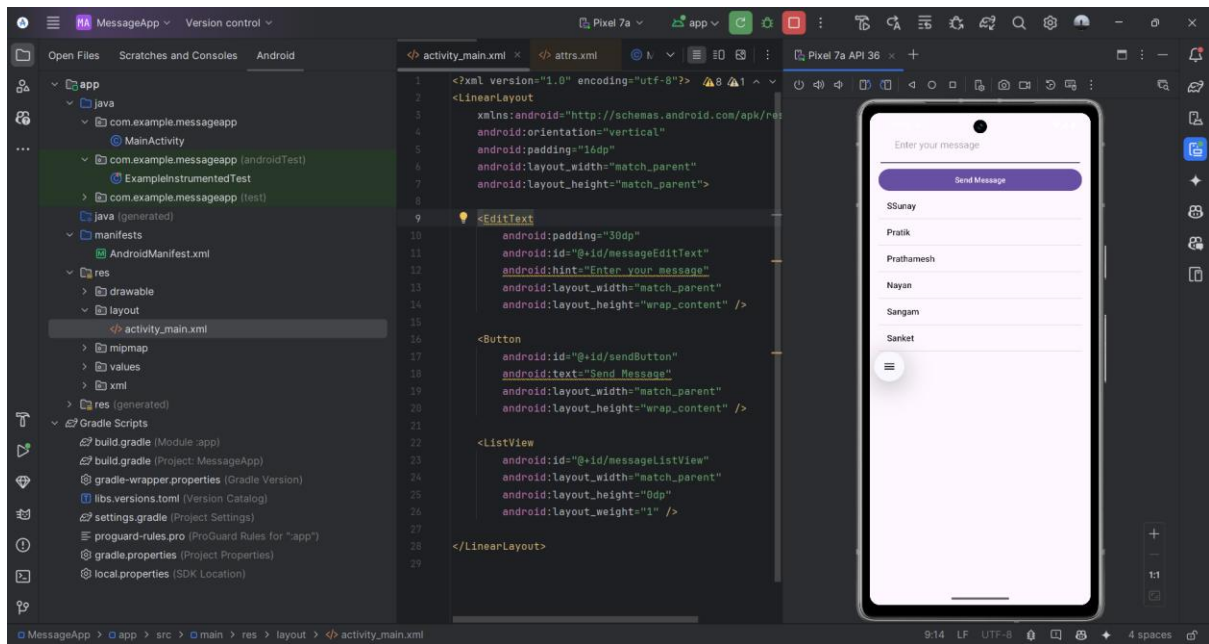 MA MessageApp Version control
Pixel 7a app
Open Files Scratches and Consoles Android
activity_main.xml attrs.xml
Pixel 7a API 36
app
java
com.example.messageapp
MainActivity
com.example.messageapp (androidTest)
ExampleInstrumentedTest
com.example.messageapp (test)
java (generated)
manifests
AndroidManifest.xml
res
drawable
layout
activity_main.xml
mipmap
values
xml
res (generated)
Gradle Scripts
build.gradle (Module :app)
build.gradle (Project: MessageApp)
gradle-wrapper.properties (Gradle Version)
libs.versions.toml (Version Catalog)
settings.gradle (Project Settings)
proguard-rules.pro (ProGuard Rules for ":app")
gradle.properties (Project Properties)
local.properties (SDK Location)
8 1
1 <?xml version="1.0" encoding="utf-8"?>
2 <LinearLayout
3 xmlns:android="http://schemas.android.com/apk/res
4 android:orientation="vertical"
5 android:padding="16dp"
6 android:layout_width="match_parent"
7 android:layout_height="match_parent">
8
9 <EditText
10 android:padding="30dp"
11 android:id="@+id/messageEditText"
12 android:hint="Enter your message"
13 android:layout_width="match_parent"
14 android:layout_height="wrap_content" />
15
16 <Button
17 android:id="@+id/sendButton"
18 android:text="Send Message"
19 android:layout_width="match_parent"
20 android:layout_height="wrap_content" />
21
22 <ListView
23 android:id="@+id/messageListView"
24 android:layout_width="match_parent"
25 android:layout_height="0dp"
26 android:layout_weight="1" />
27
28 </LinearLayout>
29
Enter your message
Send Message
SSunay
Pratik
Prathamesh
Nayan
Sangam
Sanket
1:1
MessageApp > app > src > main > res > layout > activity_main.xml
9:14 LF UTF-8 4 spaces